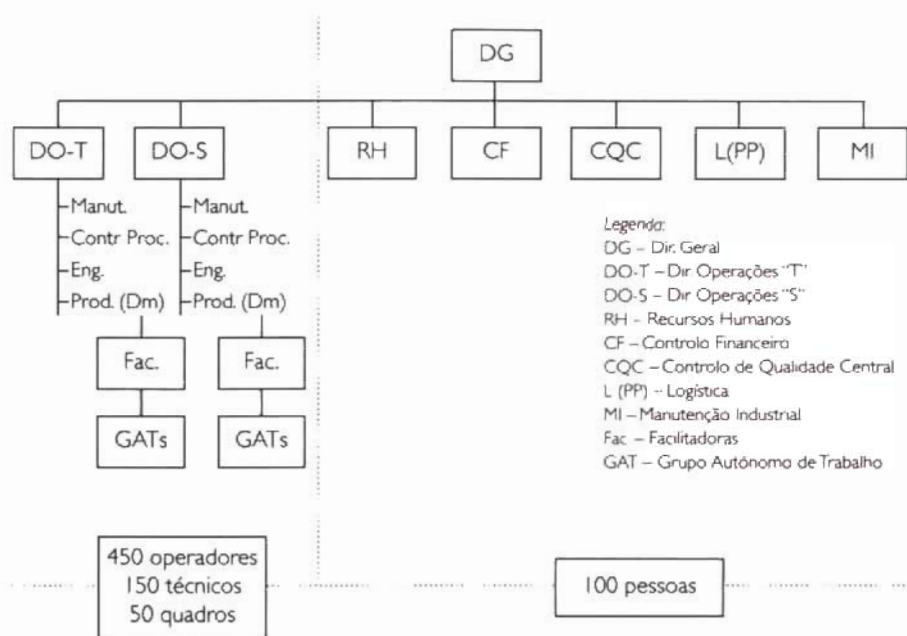 DG
DO-T
DO-S
RH
CF
CQC
L(PP)
MI
Manut.
Contr Proc.
Eng.
Prod. (Dm)
Manut.
Contr Proc.
Eng.
Prod. (Dm)
Fac.
Fac.
GATs
GATs
Legenda:
DG – Dir. Geral
DO-T – Dir Operações "T"
DO-S – Dir Operações "S"
RH – Recursos Humanos
CF – Controlo Financeiro
CQC – Controlo de Qualidade Central
L (PP) – Logística
MI – Manutenção Industrial
Fac – Facilitadoras
GAT – Grupo Autónomo de Trabalho
450 operadores
150 técnicos
50 quadros
100 pessoas